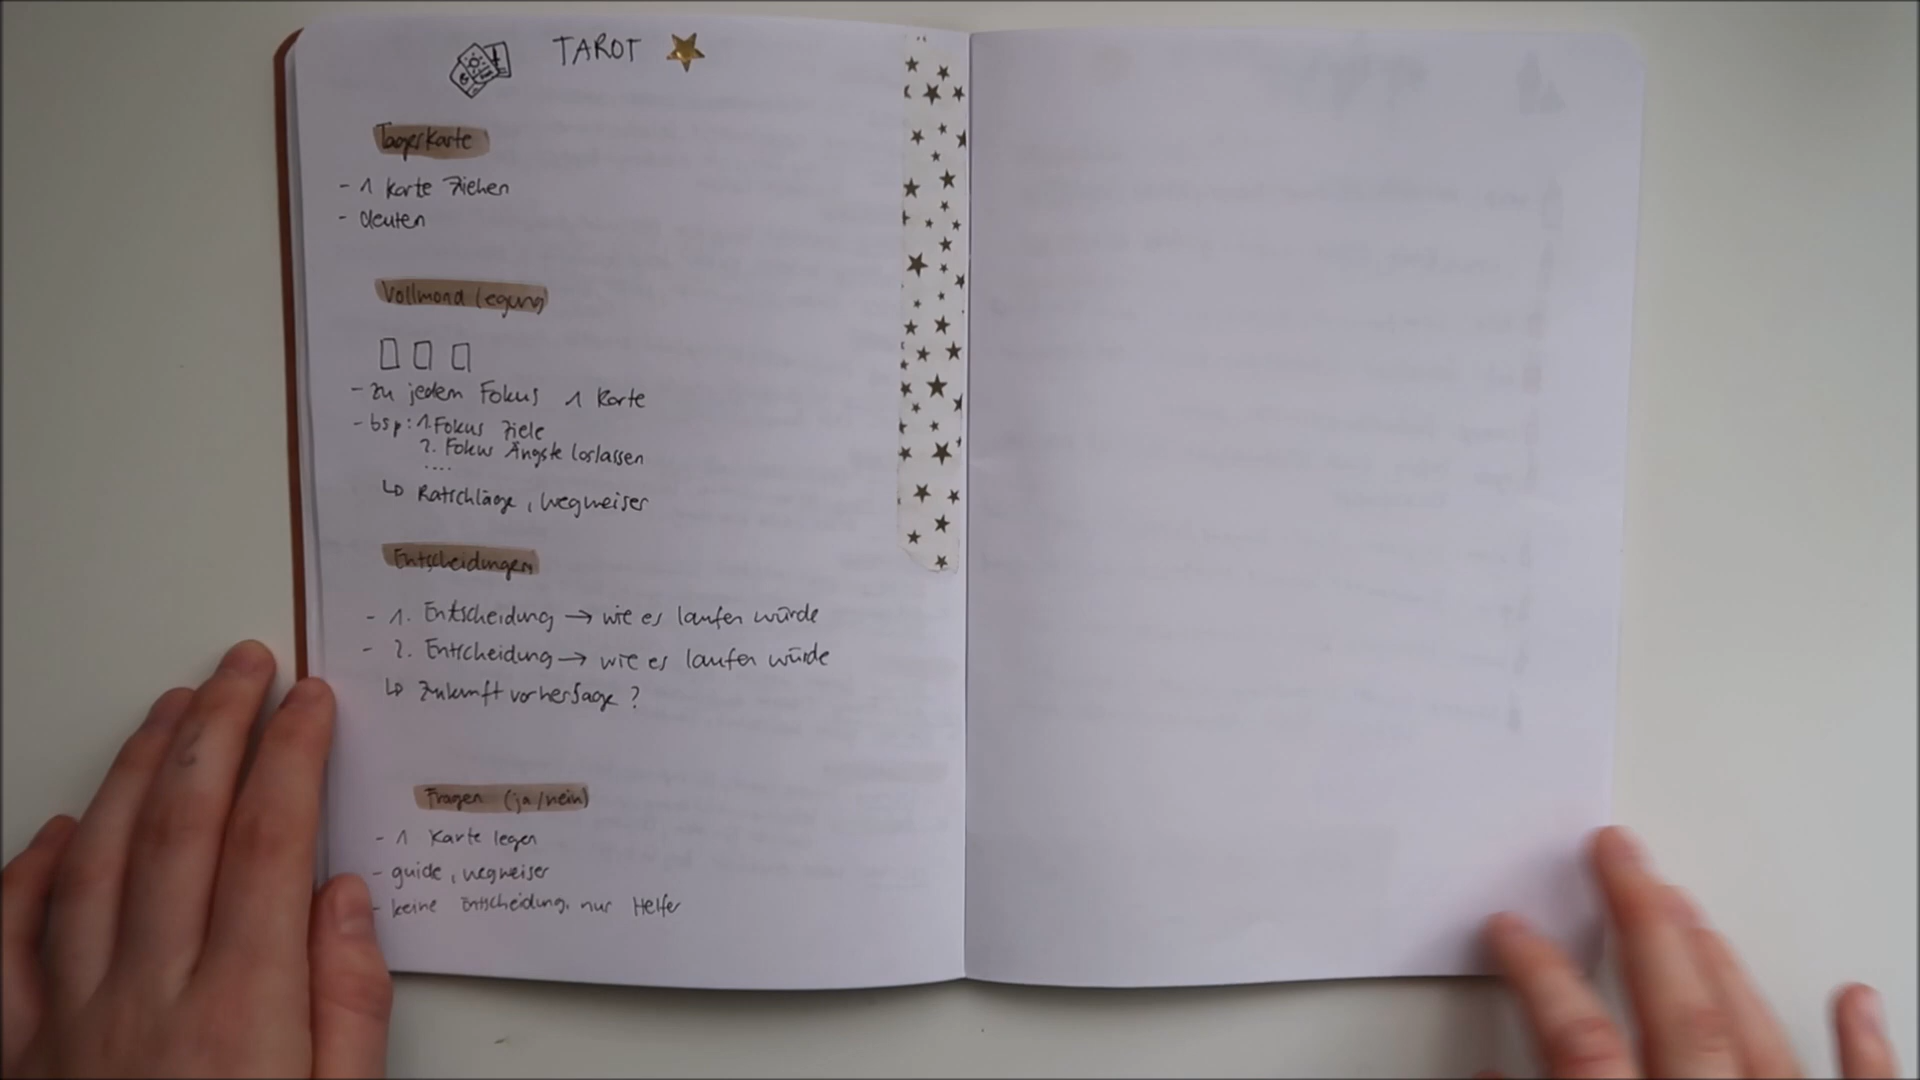 TAROT
Tageskarte
- 1 Karte ziehen
- deuten
Vollmond legung
- zu jedem Fokus 1 Karte
- bsp: 1. Fokus Ziele
2. Fokus Ängste loslassen
....
↳ Ratschläge, Wegweiser
Entscheidungen
- 1. Entscheidung → wie es laufen würde
- 2. Entscheidung → wie es laufen würde
↳ Zukunft vorhersage ?
Fragen (ja/nein)
- 1 Karte legen
- guide, wegweiser
- keine Entscheidung, nur Helfer